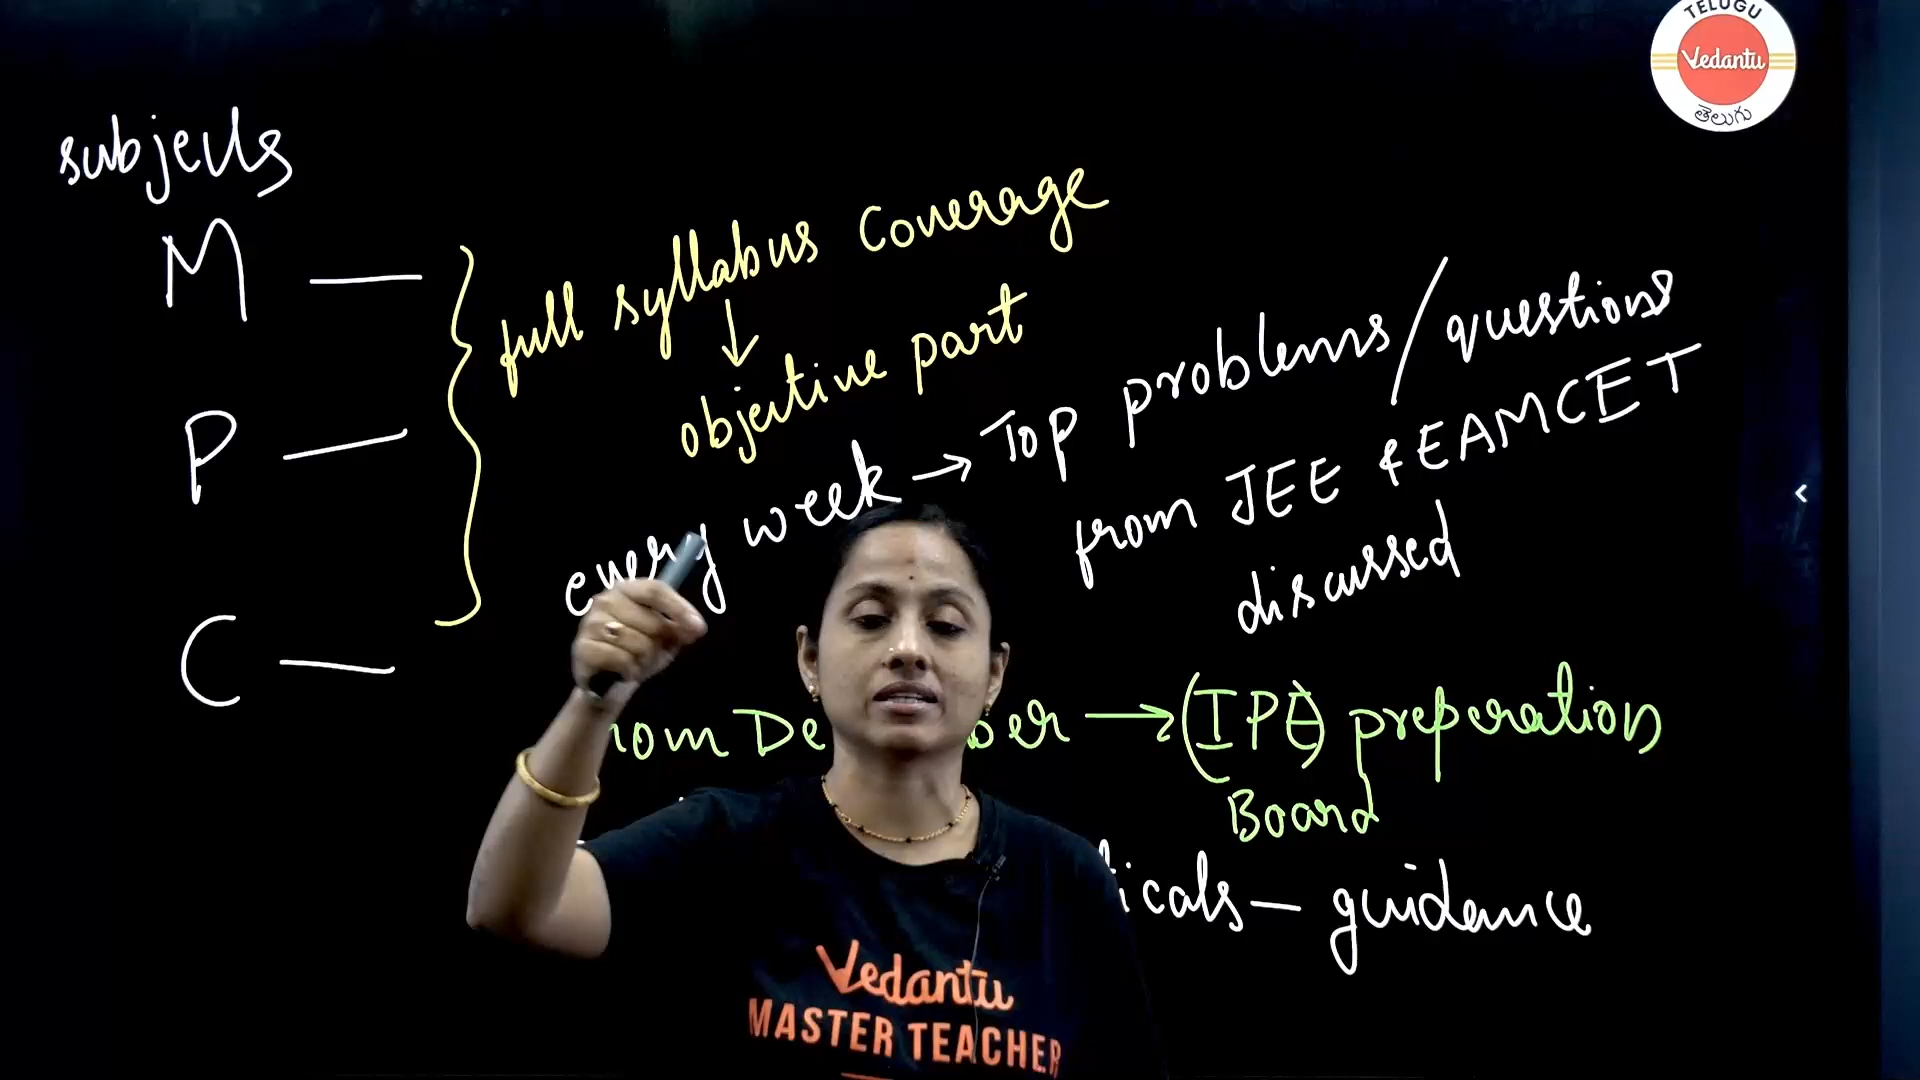 TELUGU
Vedantu
తెలుగు
subjects
M —
P —
C —
full syllabus coverage
↓
objective part
every week → Top problems/questions
from JEE & EAMCET
discussed
→ (IPE) preparation
Board
— guidance
Vedantu
MASTER TEACHER